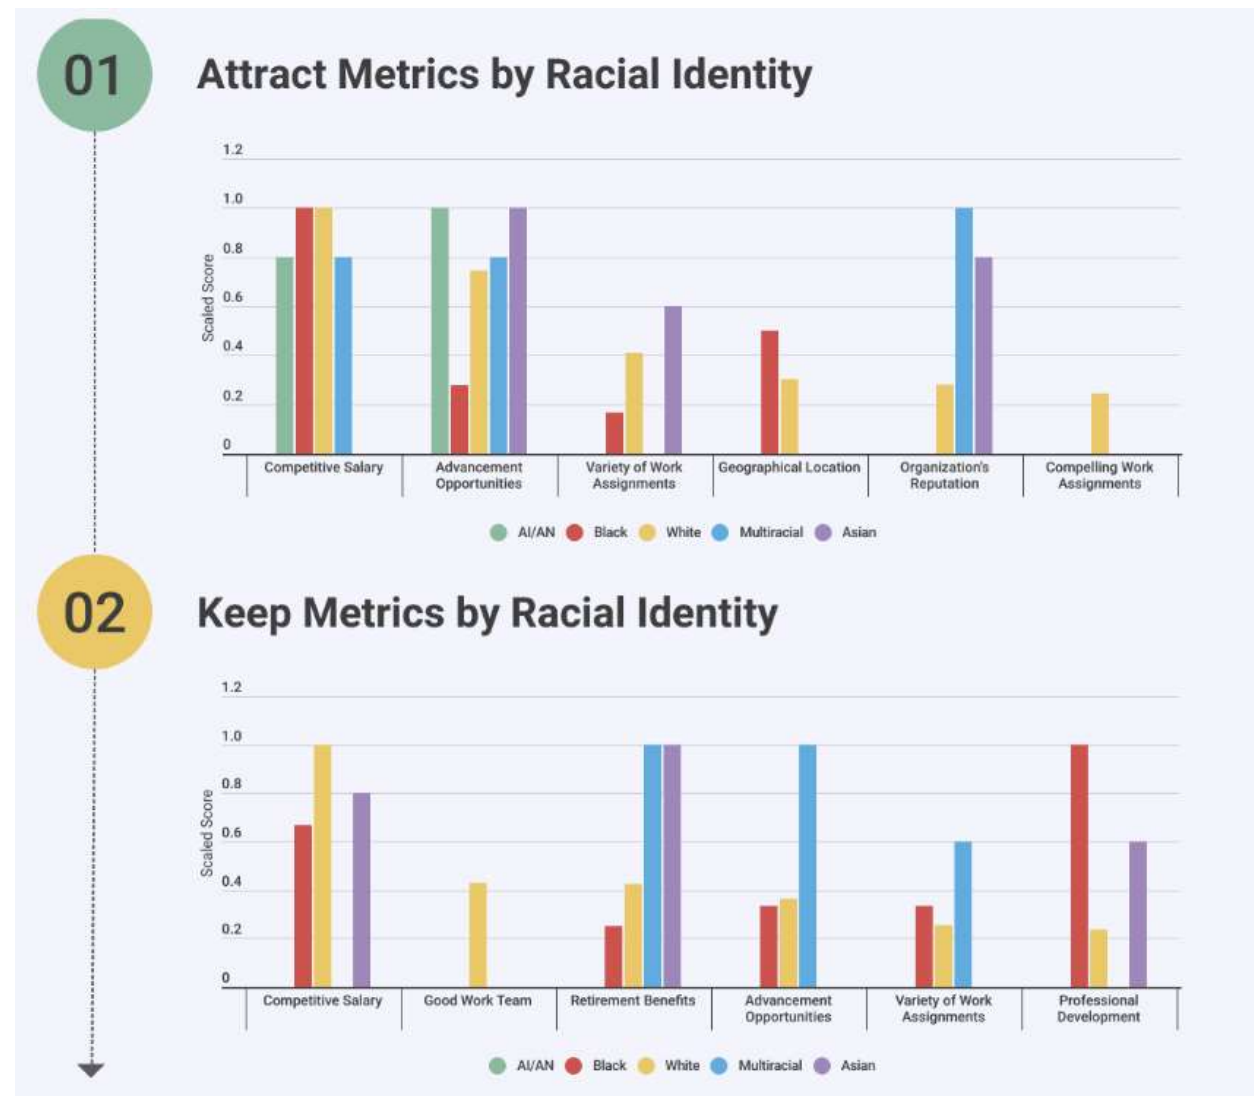 01
Attract Metrics by Racial Identity
Scaled Score
1.2
1.0
0.8
0.6
0.4
0.2
0
Competitive Salary
Advancement
Opportunities
Variety of Work
Assignments
Geographical Location
Organization's
Reputation
Compelling Work
Assignments
AI/AN Black White Multiracial Asian
02
Keep Metrics by Racial Identity
Scaled Score
1.2
1.0
0.8
0.6
0.4
0.2
0
Competitive Salary
Good Work Team
Retirement Benefits
Advancement
Opportunities
Variety of Work
Assignments
Professional
Development
AI/AN Black White Multiracial Asian